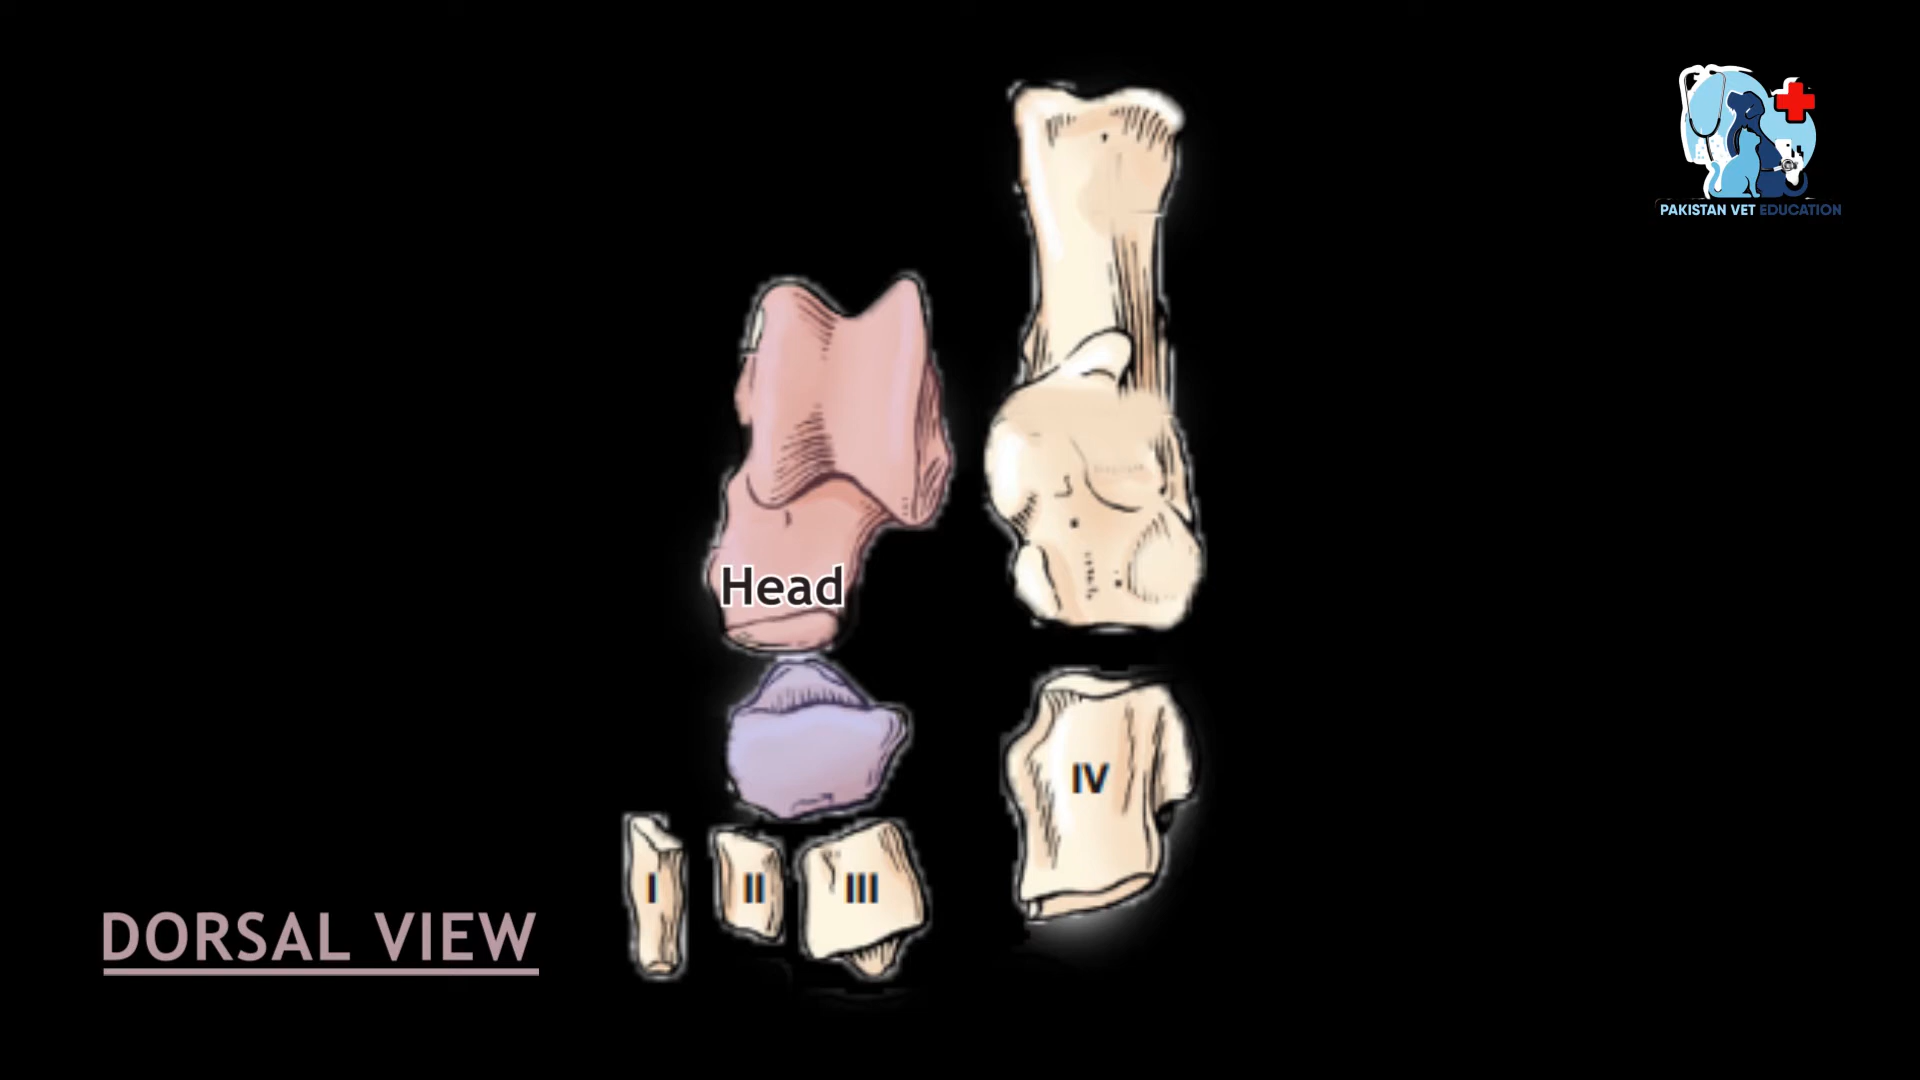 PAKISTAN VET EDUCATION
Head
IV
I
II
III
DORSAL VIEW